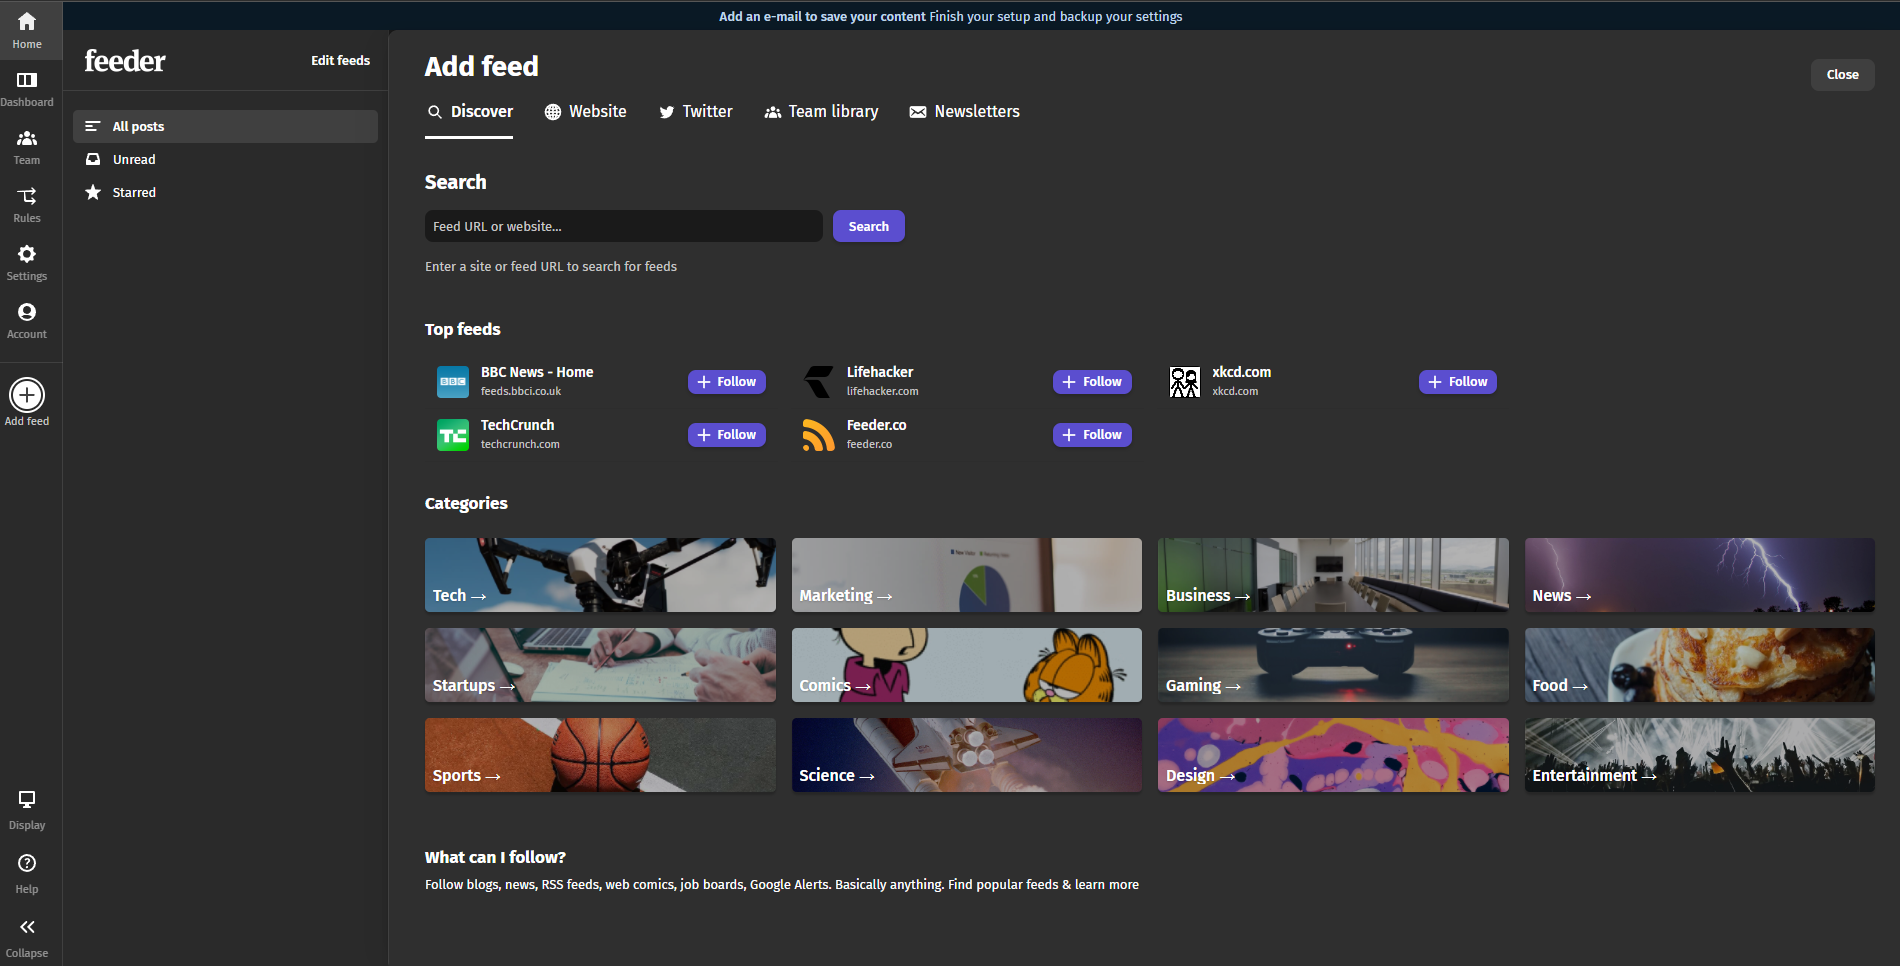 Add an e-mail to save your content Finish your setup and backup your settings
Home
Dashboard
Team
Rules
Settings
Account
Add feed
Display
Help
Collapse
feeder
Edit feeds
All posts
Unread
Starred
Add feed
Close
Discover
Website
Twitter
Team library
Newsletters
Search
Feed URL or website...
Search
Enter a site or feed URL to search for feeds
Top feeds
BBC
BBC News - Home
feeds.bbci.co.uk
+ Follow
Lifehacker
lifehacker.com
+ Follow
xkcd.com
xkcd.com
+ Follow
TC
TechCrunch
techcrunch.com
+ Follow
Feeder.co
feeder.co
+ Follow
Categories
Tech →
Marketing →
Business →
News →
Startups →
Comics →
Gaming →
Food →
Sports →
Science →
Design →
Entertainment →
What can I follow?
Follow blogs, news, RSS feeds, web comics, job boards, Google Alerts. Basically anything. Find popular feeds & learn more